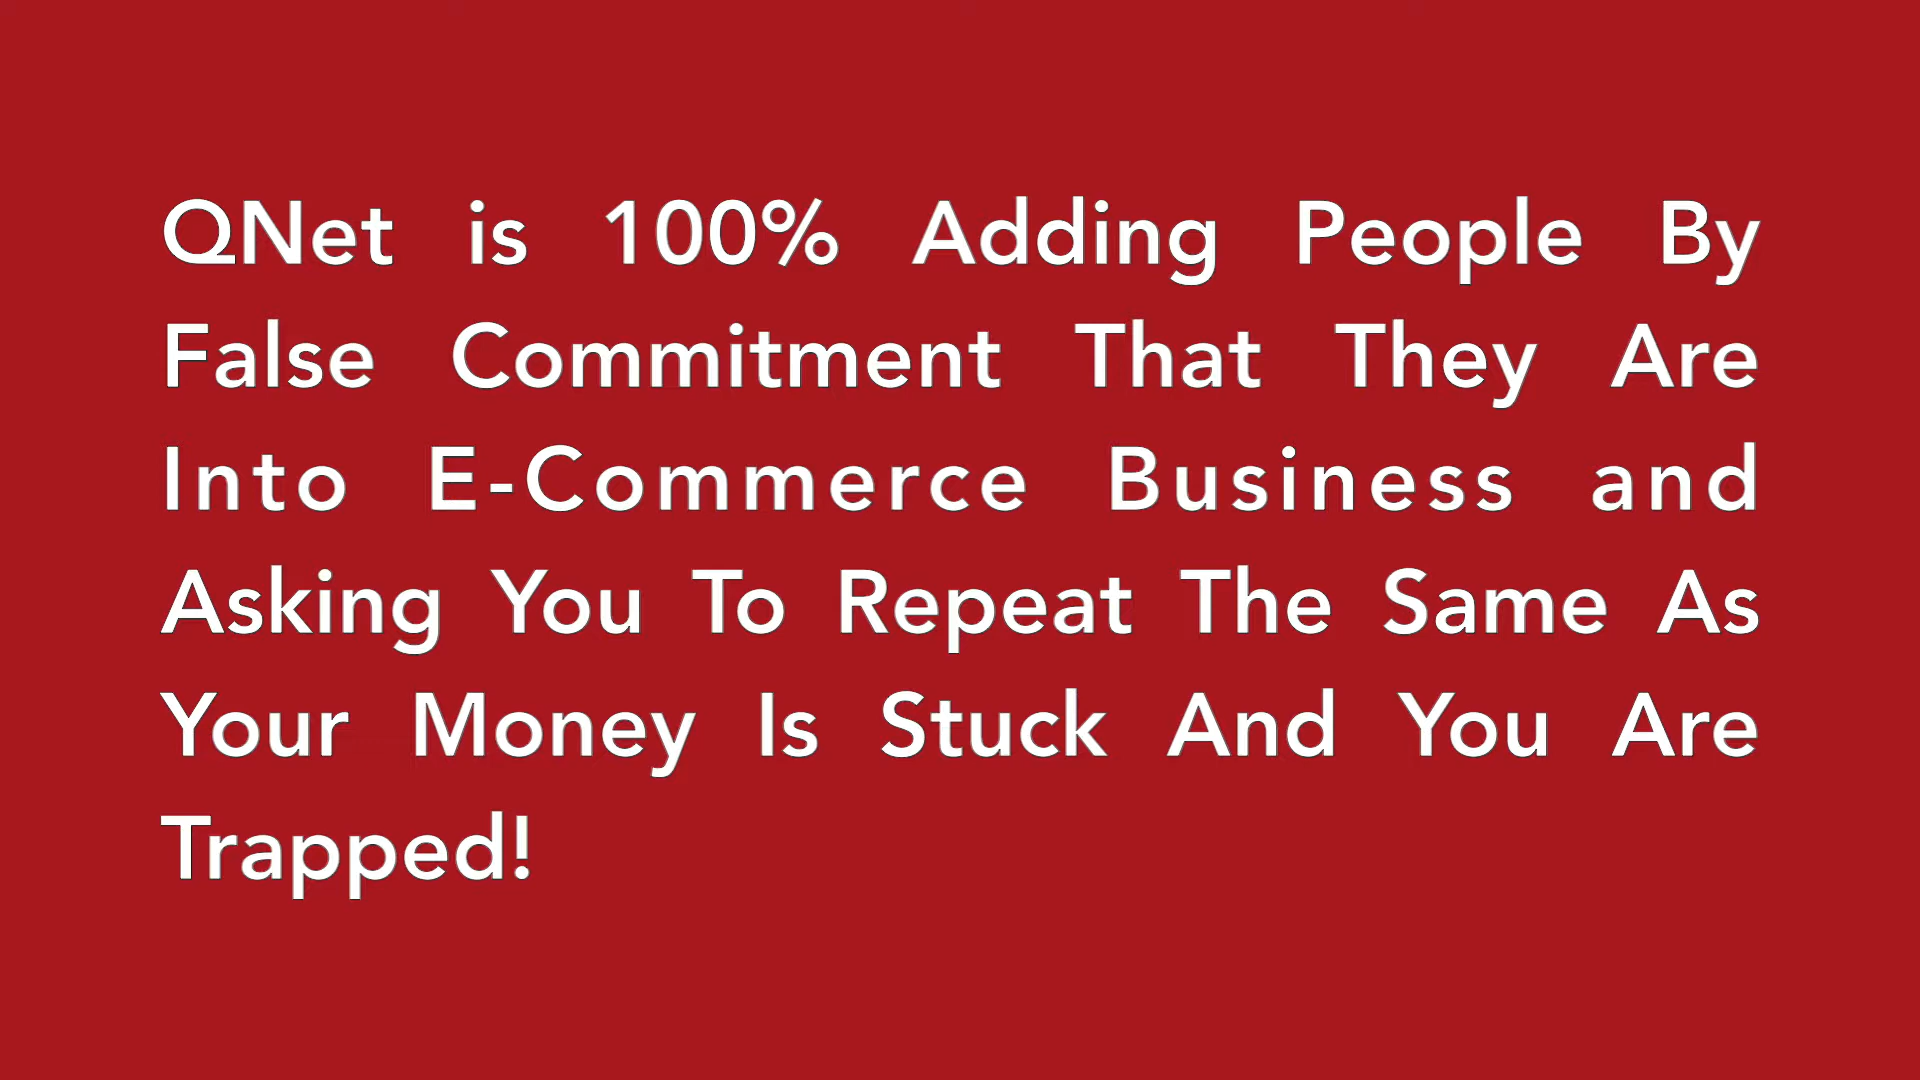 QNet is 100% Adding People By
False Commitment That They Are
Into E-Commerce Business and
Asking You To Repeat The Same As
Your Money Is Stuck And You Are
Trapped!